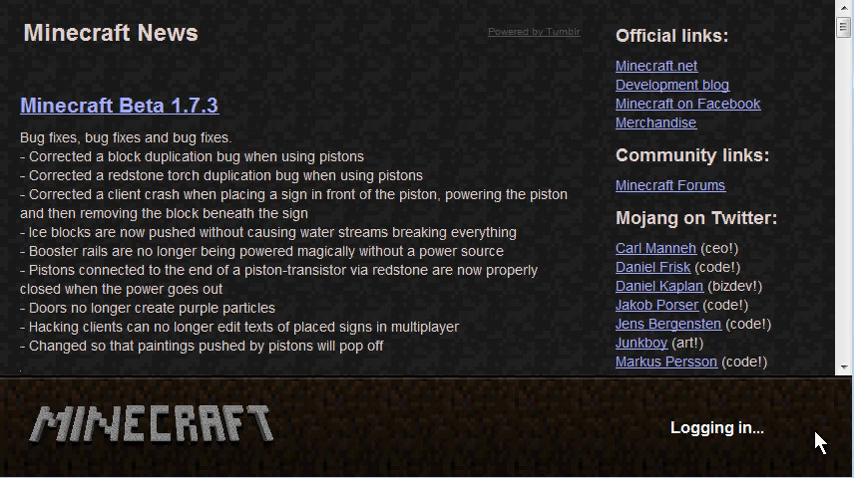 Minecraft News
Powered by Tumblr
Minecraft Beta 1.7.3
Bug fixes, bug fixes and bug fixes.
- Corrected a block duplication bug when using pistons
- Corrected a redstone torch duplication bug when using pistons
- Corrected a client crash when placing a sign in front of the piston, powering the piston
and then removing the block beneath the sign
- Ice blocks are now pushed without causing water streams breaking everything
- Booster rails are no longer being powered magically without a power source
- Pistons connected to the end of a piston-transistor via redstone are now properly
closed when the power goes out
- Doors no longer create purple particles
- Hacking clients can no longer edit texts of placed signs in multiplayer
- Changed so that paintings pushed by pistons will pop off
Official links:
Minecraft.net
Development blog
Minecraft on Facebook
Merchandise
Community links:
Minecraft Forums
Mojang on Twitter:
Carl Manneh (ceo!)
Daniel Frisk (code!)
Daniel Kaplan (bizdev!)
Jakob Porser (code!)
Jens Bergensten (code!)
Junkboy (art!)
Markus Persson (code!)
MINECRAFT
Logging in...